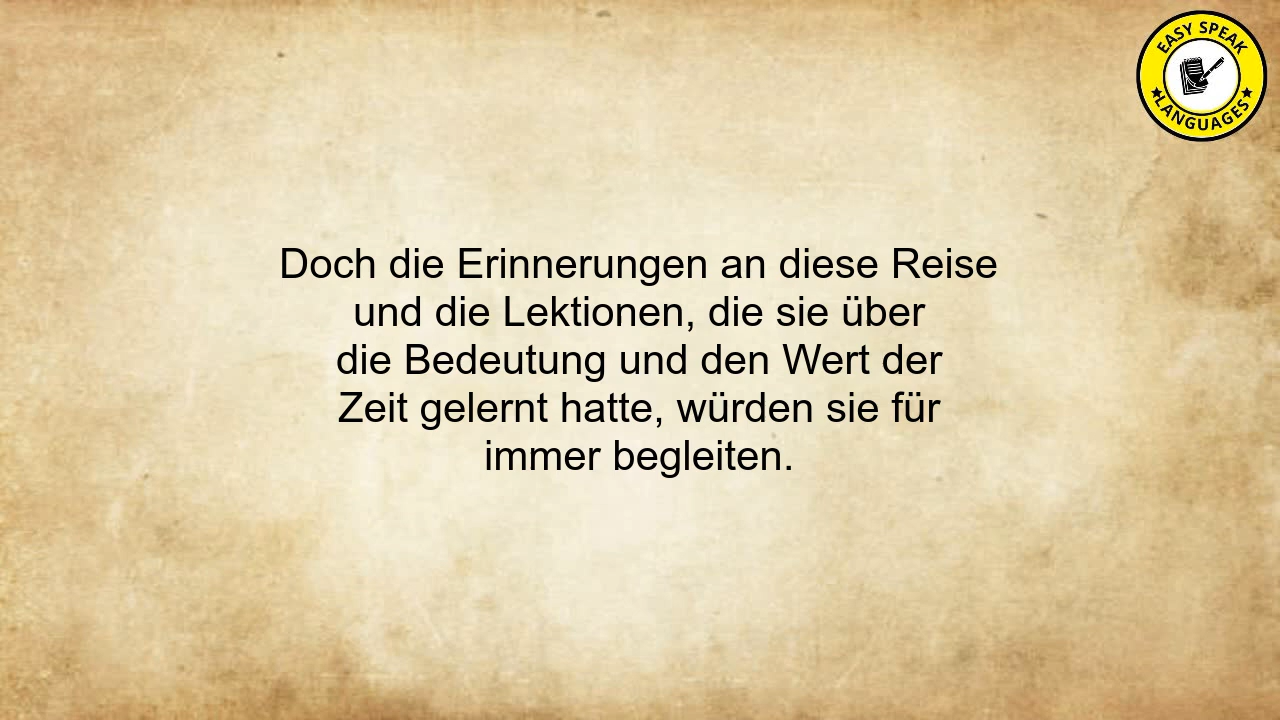 EASY SPEAK
LANGUAGES
Doch die Erinnerungen an diese Reise
und die Lektionen, die sie über
die Bedeutung und den Wert der
Zeit gelernt hatte, würden sie für
immer begleiten.